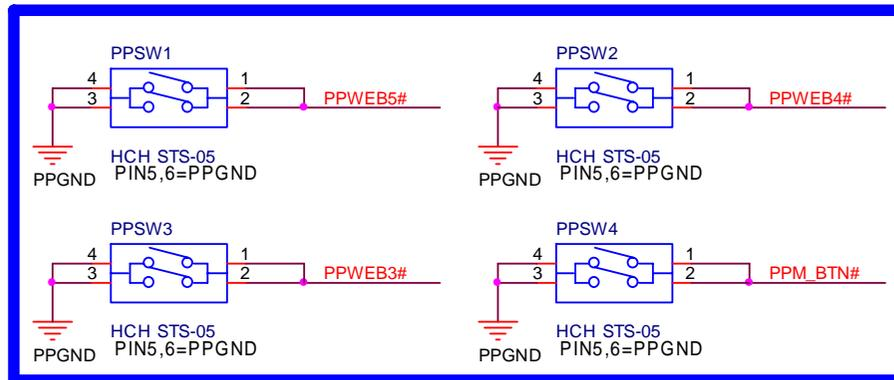 PPSW1
4 1
3 2
PPWEB5#
HCH STS-05
PIN5,6=PPGND
PPGND
PPSW2
4 1
3 2
PPWEB4#
HCH STS-05
PIN5,6=PPGND
PPGND
PPSW3
4 1
3 2
PPWEB3#
HCH STS-05
PIN5,6=PPGND
PPGND
PPSW4
4 1
3 2
PPM_BTN#
HCH STS-05
PIN5,6=PPGND
PPGND